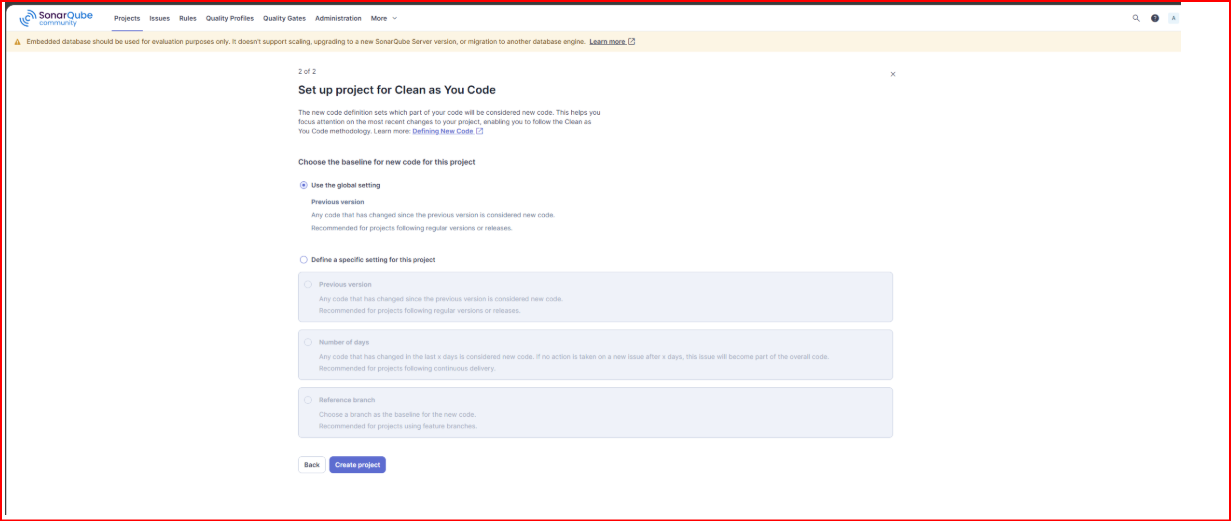 SonarQube
community
Projects Issues Rules Quality Profiles Quality Gates Administration More
A
Embedded database should be used for evaluation purposes only. It doesn't support scaling, upgrading to a new SonarQube Server version, or migration to another database engine. Learn more
2 of 2
Set up project for Clean as You Code
The new code definition sets which part of your code will be considered new code. This helps you
focus attention on the most recent changes to your project, enabling you to follow the Clean as
You Code methodology. Learn more: Defining New Code
Choose the baseline for new code for this project
Use the global setting
Previous version
Any code that has changed since the previous version is considered new code.
Recommended for projects following regular versions or releases.
Define a specific setting for this project
Previous version
Any code that has changed since the previous version is considered new code.
Recommended for projects following regular versions or releases.
Number of days
Any code that has changed in the last x days is considered new code. If no action is taken on a new issue after x days, this issue will become part of the overall code.
Recommended for projects following continuous delivery.
Reference branch
Choose a branch as the baseline for the new code.
Recommended for projects using feature branches.
Back Create project